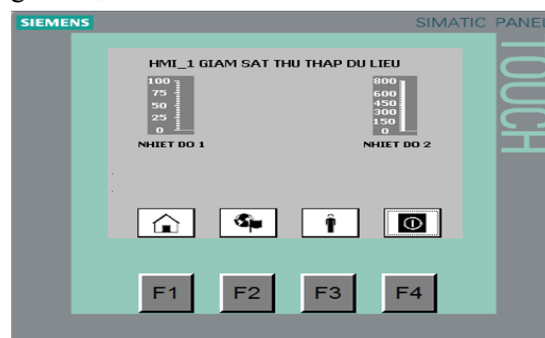 SIEMENS
SIMATIC PANEL
TOUCH
HMI_1 GIAM SAT THU THAP DU LIEU
100
75
50
25
0
800
600
450
300
150
0
NHIET DO 1
NHIET DO 2
F1
F2
F3
F4